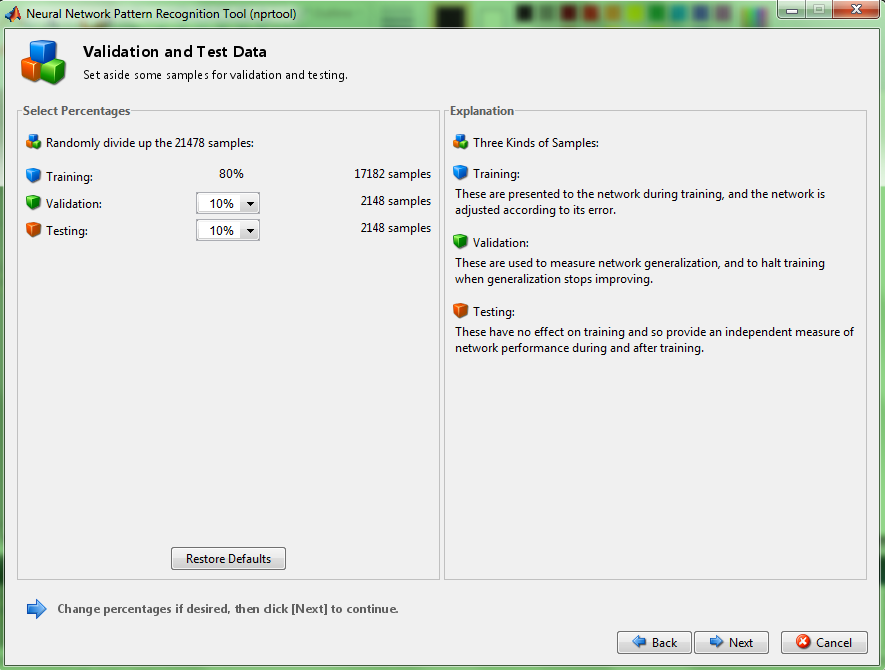 Neural Network Pattern Recognition Tool (nprtool)
Validation and Test Data
Set aside some samples for validation and testing.
Select Percentages
Randomly divide up the 21478 samples:
Training: 80% 17182 samples
Validation: 10% 2148 samples
Testing: 10% 2148 samples
Restore Defaults
Explanation
Three Kinds of Samples:
Training:
These are presented to the network during training, and the network is
adjusted according to its error.
Validation:
These are used to measure network generalization, and to halt training
when generalization stops improving.
Testing:
These have no effect on training and so provide an independent measure of
network performance during and after training.
Change percentages if desired, then click [Next] to continue.
Back Next Cancel